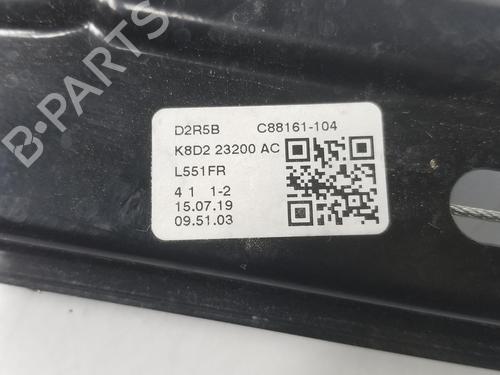 D2R5B C88161-104
K8D2 23200 AC
L551FR
4 1 1-2
15.07.19
09.51.03
B-PARTS